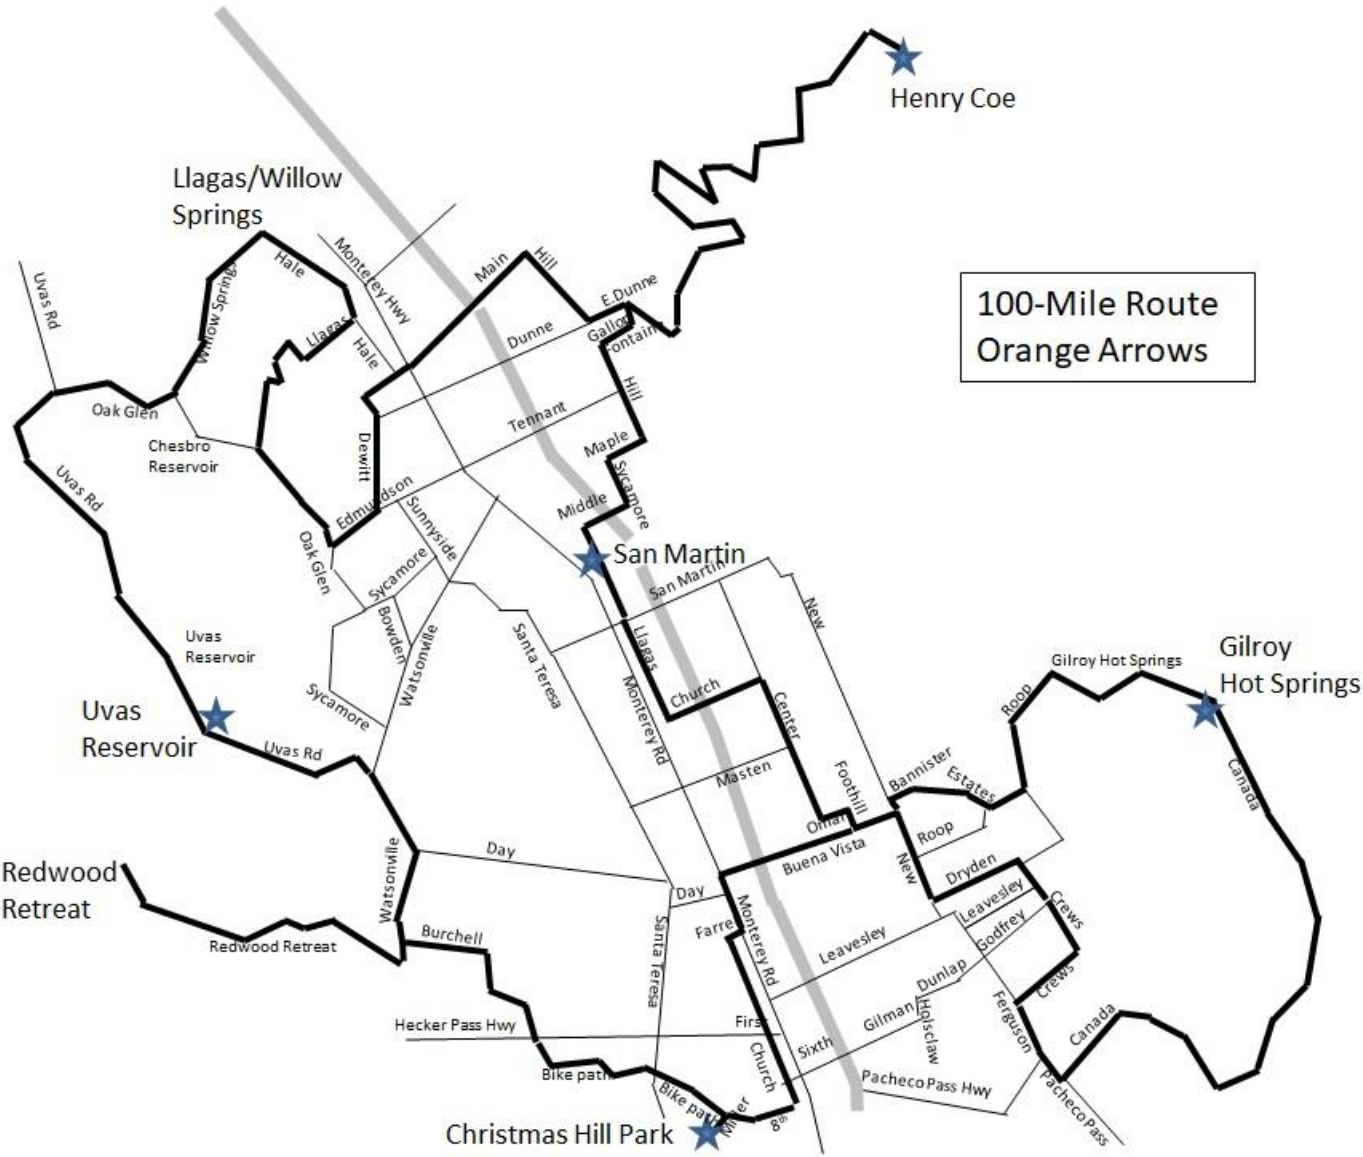 Henry Coe
Llagas/Willow
Springs
Monterey Hwy
Main
Hill
Hale
Uvas Rd
Willow Springs
E.Dunne
100-Mile Route
Orange Arrows
Llagas
Hale
Dunne
Gallop
Fontaine
Hill
Oak Glen
Tennant
Chesbro
Reservoir
Dewitt
Maple
Sycamore
Uvas Rd
Edmundson
Sunnyside
Middle
Oak Glen
San Martin
Sycamore
San Martin
New
Bowden
Uvas
Reservoir
Santa Teresa
Llagas
Watsonville
Gilroy
Hot Springs
Gilroy Hot Springs
Sycamore
Church
Roop
Uvas
Reservoir
Monterey Rd
Center
Uvas Rd
Masten
Foothill
Bannister
Estates
Canada
Omar
Roop
Day
Buena Vista
New
Redwood
Retreat
Watsonville
Dryden
Day
Leavesley
Crews
Farrel
Monterey Rd
Redwood Retreat
Burchell
Santa Teresa
Leavesley
Godfrey
Dunlap
Crews
Hecker Pass Hwy
First
Gilman
Holsclaw
Ferguson
Canada
Sixth
Church
Bike path
Pacheco Pass Hwy
Bike path
Miller
8th
Pacheco Pass
Christmas Hill Park